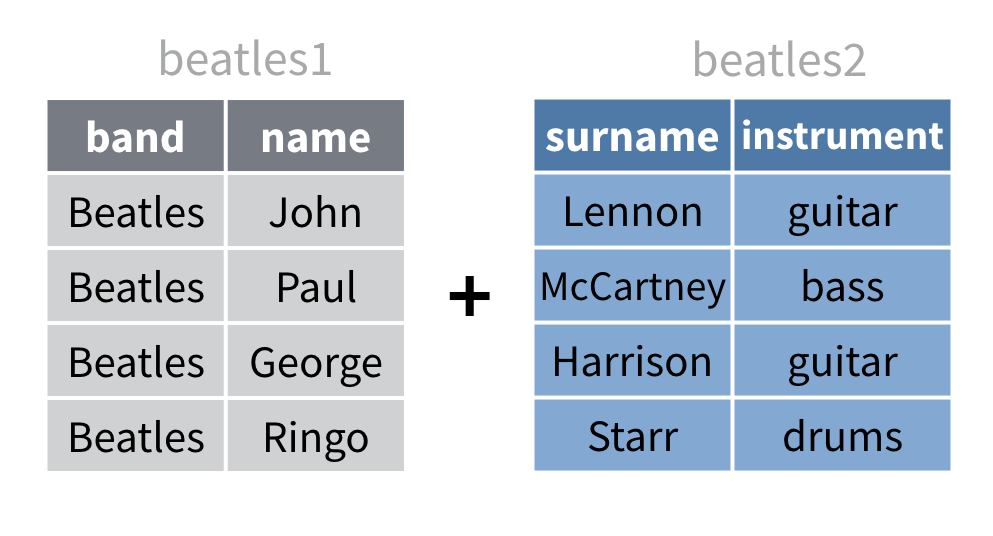 beatles1 beatles2
band name surname instrument
Beatles John Lennon guitar
Beatles Paul + McCartney bass
Beatles George Harrison guitar
Beatles Ringo Starr drums